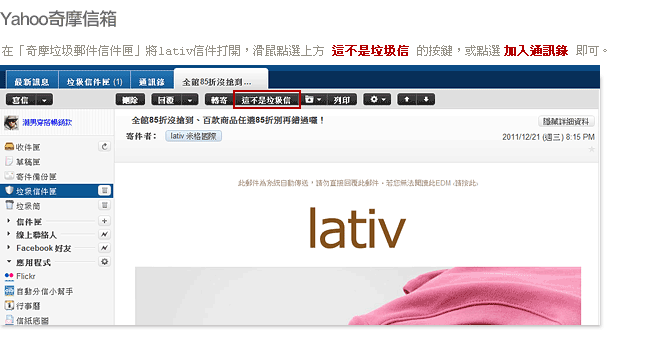 Yahoo奇摩信箱
在「奇摩垃圾郵件信件匣」將lativ信件打開，滑鼠點選上方 這不是垃圾信 的按鍵，或點選 加入通訊錄 即可。
最新訊息 垃圾信件匣 (1) 通訊錄 全館85折沒搶到...
寫信 刪除 回覆 轉寄 這不是垃圾信 列印
潮男穿搭暢銷款
全館85折沒搶到、百款商品任選85折別再錯過囉！
隱藏詳細資料
寄件者： lativ 米格國際
2011/12/21 (週三) 8:15 PM
收件匣
草稿匣
寄件備份匣
垃圾信件匣
垃圾筒
信件匣
線上聯絡人
Facebook 好友
應用程式
Flickr
自動分信小幫手
行事曆
信紙底圖
此郵件為系統自動傳送，請勿直接回覆此郵件‧若您無法閱讀此EDM ‧請按此‧
lativ